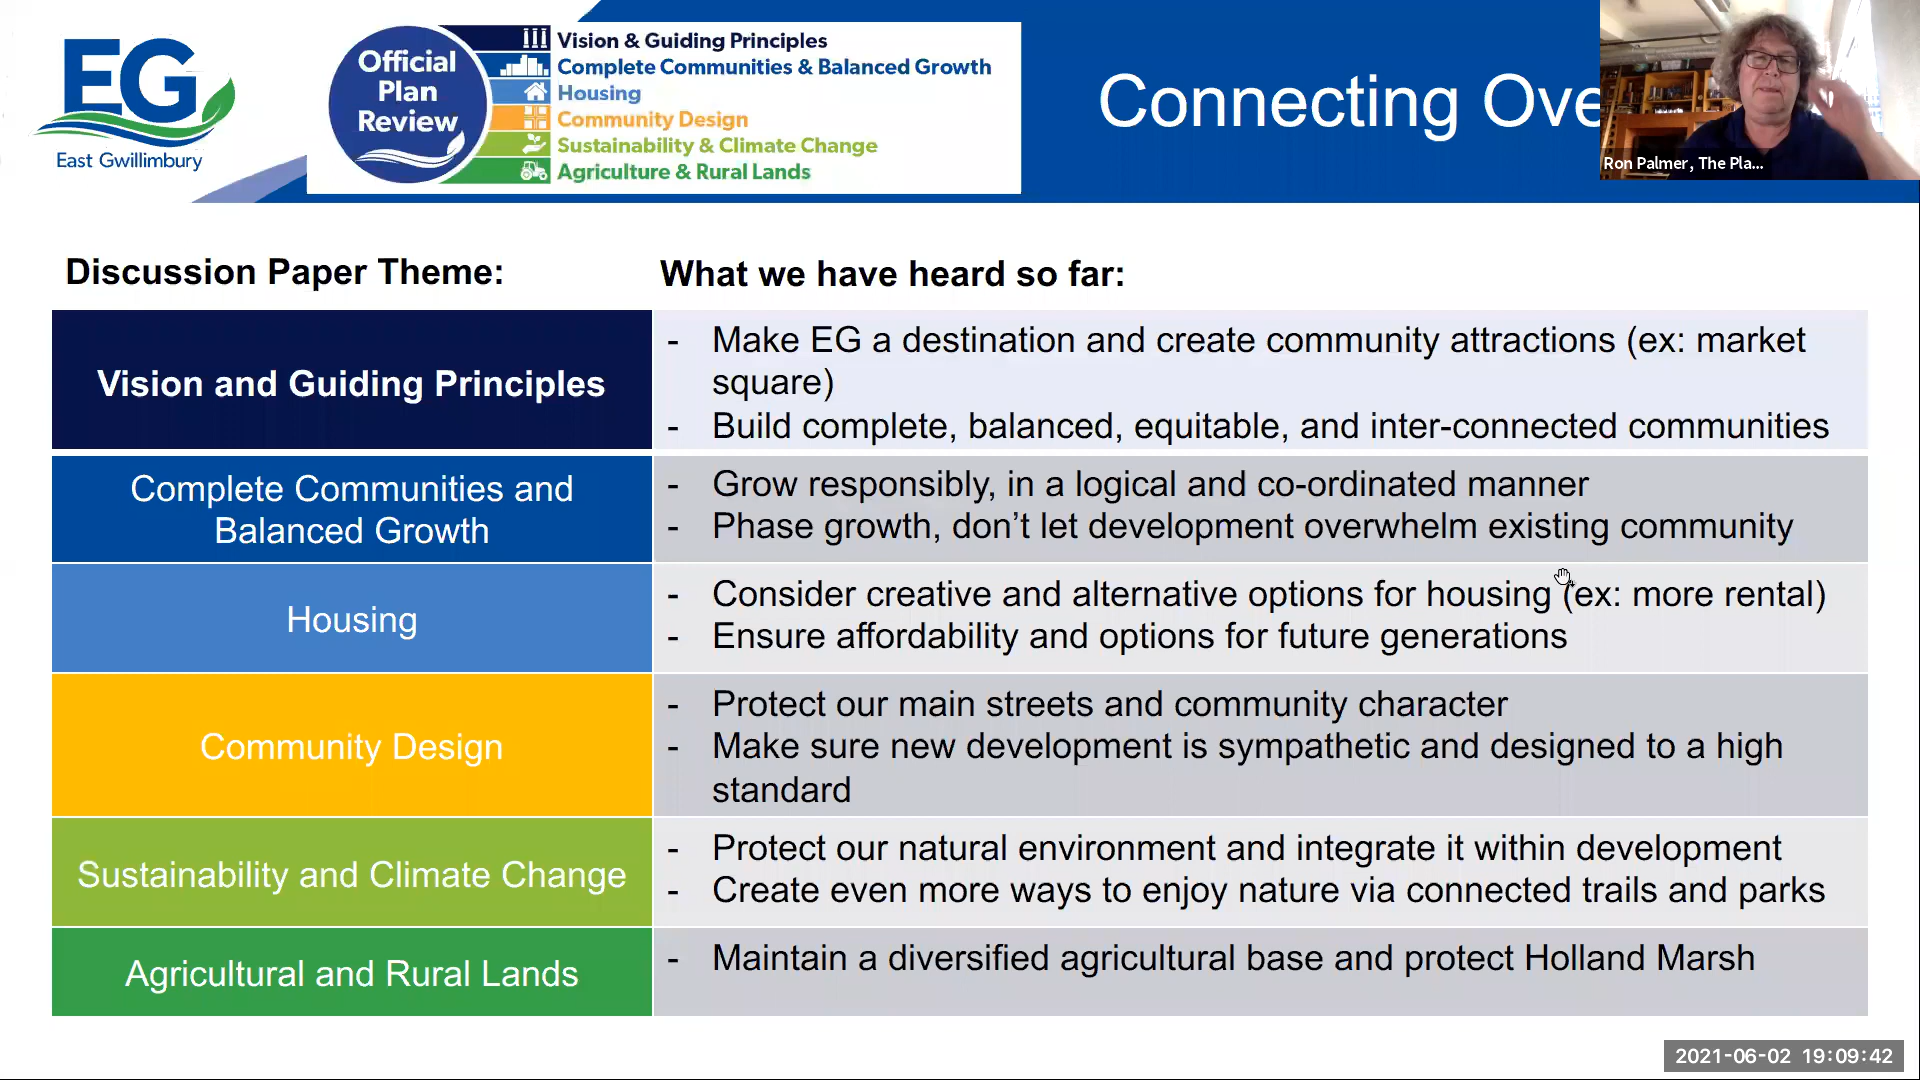 EG
East Gwillimbury
Official
Plan
Review
Vision & Guiding Principles
Complete Communities & Balanced Growth
Housing
Community Design
Sustainability & Climate Change
Agriculture & Rural Lands
Connecting Ove
Ron Palmer, The Pla...
Discussion Paper Theme:
What we have heard so far:
Vision and Guiding Principles
- Make EG a destination and create community attractions (ex: market
square)
- Build complete, balanced, equitable, and inter-connected communities
Complete Communities and
Balanced Growth
- Grow responsibly, in a logical and co-ordinated manner
- Phase growth, don’t let development overwhelm existing community
Housing
- Consider creative and alternative options for housing (ex: more rental)
- Ensure affordability and options for future generations
Community Design
- Protect our main streets and community character
- Make sure new development is sympathetic and designed to a high
standard
Sustainability and Climate Change
- Protect our natural environment and integrate it within development
- Create even more ways to enjoy nature via connected trails and parks
Agricultural and Rural Lands
- Maintain a diversified agricultural base and protect Holland Marsh
2021-06-02 19:09:42